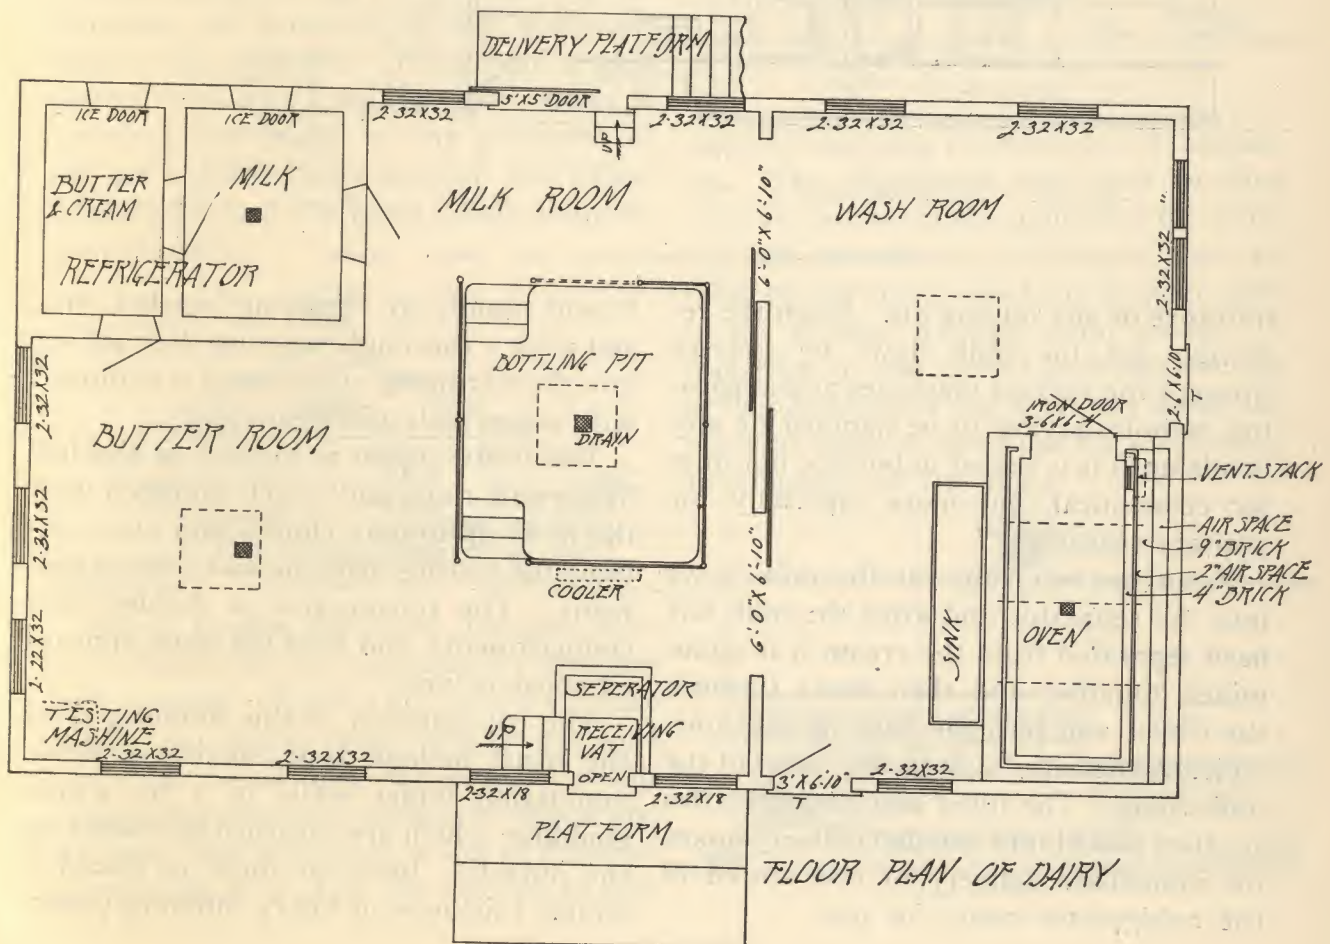 DELIVERY PLATFORM
ICE DOOR
ICE DOOR
2-32X32
5'X5' DOOR
2-32X32
2-32X32
2-32X32
UP
BUTTER
& CREAM
MILK
MILK ROOM
6'-0" X 6'-10"
WASH ROOM
REFRIGERATOR
2-32X32
2-32X32
BOTTLING PIT
DRAIN
2-6X6-10
T
IRON DOOR
3-6X6-4
BUTTER ROOM
VENT. STACK
AIR SPACE
9" BRICK
2" AIR SPACE
4" BRICK
2-32X32
COOLER
6'-0" X 6'-10"
SINK
OVEN
2-22X32
SEPERATOR
TESTING
MASHINE
UP
RECEIVING
VAT
OPEN
2-32X32
2-32X32
2-32X18
2-32X18
3'X6'-10"
T
2-32X32
PLATFORM
FLOOR PLAN OF DAIRY